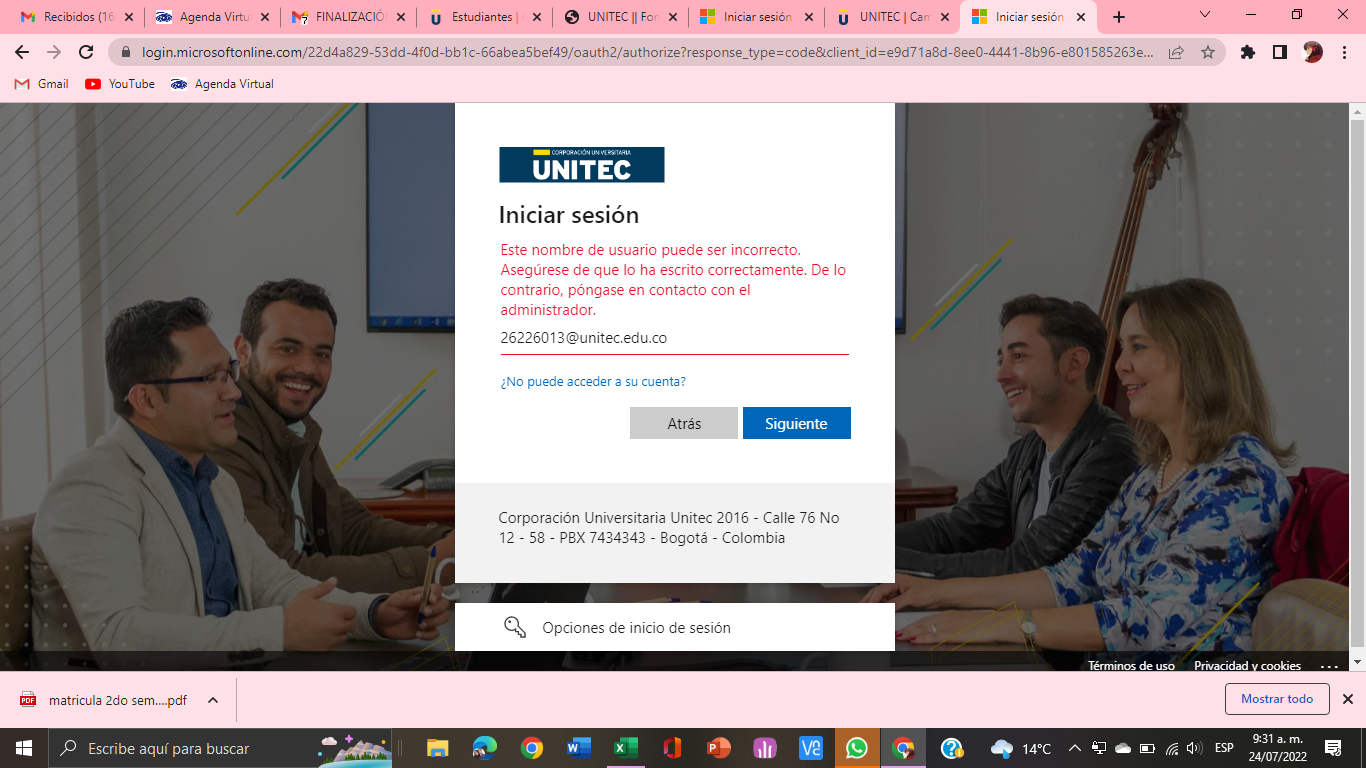 Recibidos (16
Agenda Virtua
FINALIZACIÓN
Estudiantes |
UNITEC || For
Iniciar sesión
UNITEC | Cam
Iniciar sesión
login.microsoftonline.com/22d4a829-53dd-4f0d-bb1c-66abea5bef49/oauth2/authorize?response_type=code&client_id=e9d71a8d-8ee0-4441-8b96-e801585263e...
Gmail
YouTube
Agenda Virtual
CORPORACIÓN UNIVERSITARIA
UNITEC
Iniciar sesión
Este nombre de usuario puede ser incorrecto.
Asegúrese de que lo ha escrito correctamente. De lo
contrario, póngase en contacto con el
administrador.
26226013@unitec.edu.co
¿No puede acceder a su cuenta?
Atrás
Siguiente
Corporación Universitaria Unitec 2016 - Calle 76 No
12 - 58 - PBX 7434343 - Bogotá - Colombia
Opciones de inicio de sesión
Términos de uso
Privacidad y cookies
...
matricula 2do sem....pdf
Mostrar todo
Escribe aquí para buscar
14°C
ESP
9:31 a. m.
24/07/2022